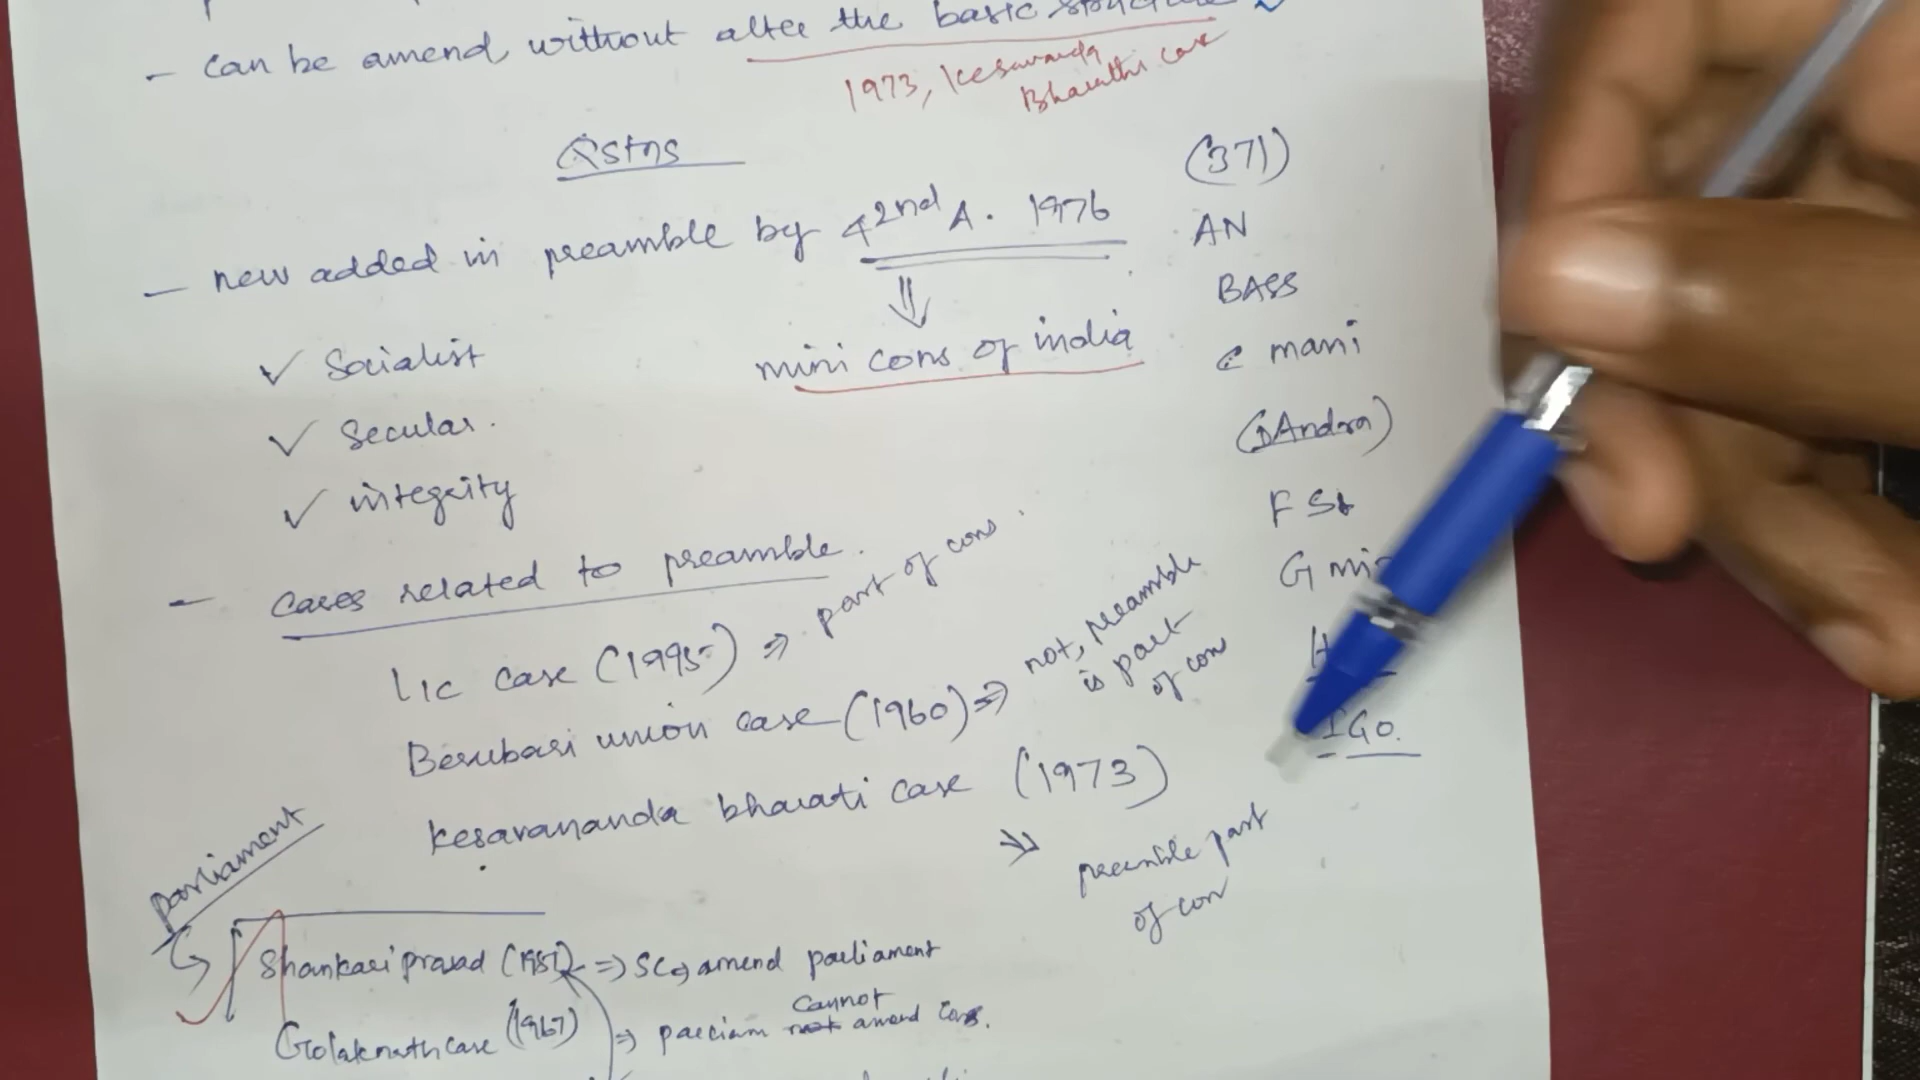 - can be amend without alter the basic structure
1973, Kesavanda
Bharathi case
Qstns
- new added in preamble by 42nd A. 1976
✓ Socialist
✓ Secular.
✓ integrity
mini cons of india
(371)
AN
BASS
C mani
(DAndra)
F
G
IGO.
- cases related to preamble.
LIC case (1995) ⇒ part of cons
Berubari union case (1960) ⇒ not, preamble
is part
of con
Kesavananda bharati case (1973)
⇒ preamble part
of con
Parliament
Shankari prasad (1951) ⇒ SC, amend parliament
Golaknath case (1967) ⇒ parliam cannot amend Cons.